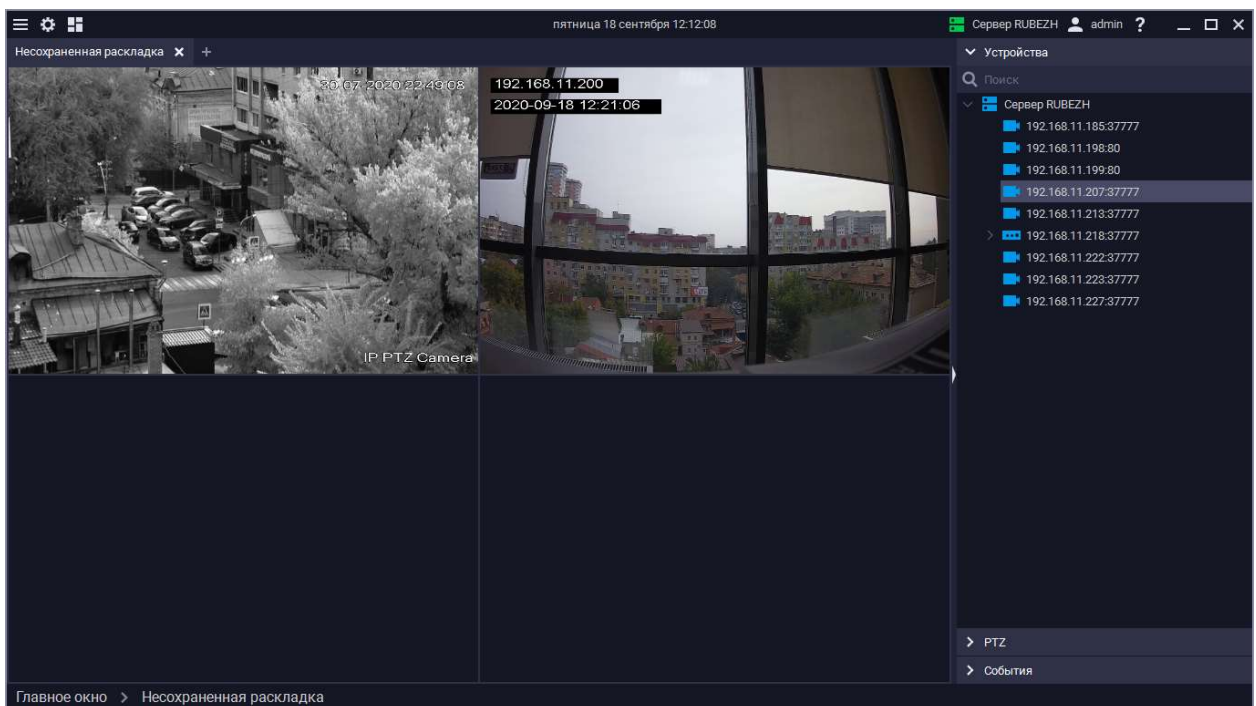 пятница 18 сентября 12:12:08
Сервер RUBEZH admin ?
Несохраненная раскладка × +
30-07-2020 22:49:08
IP PTZ Camera
192.168.11.200
2020-09-18 12:21:06
Устройства
Поиск
Сервер RUBEZH
192.168.11.185:37777
192.168.11.198:80
192.168.11.199:80
192.168.11.207:37777
192.168.11.213:37777
192.168.11.218:37777
192.168.11.222:37777
192.168.11.223:37777
192.168.11.227:37777
PTZ
События
Главное окно > Несохраненная раскладка